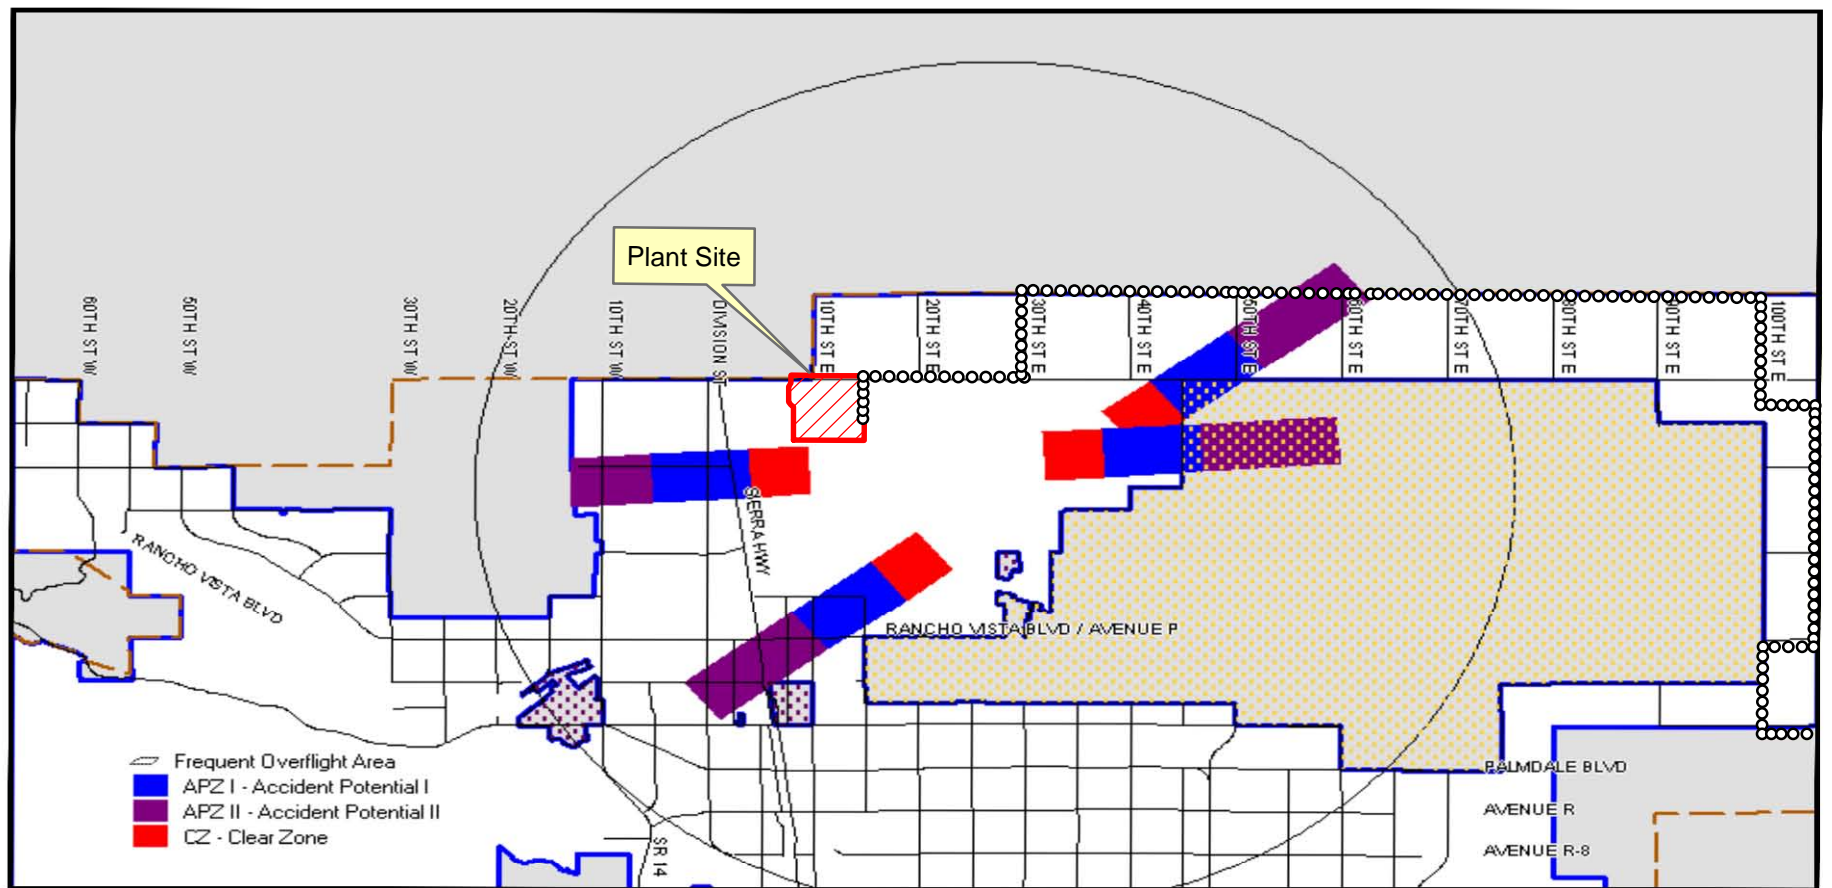 Plant Site
60TH ST W
50TH ST W
30TH ST W
20TH ST W
10TH ST W
DIVISION ST
10TH ST E
20TH ST E
30TH ST E
40TH ST E
50TH ST E
60TH ST E
70TH ST E
80TH ST E
90TH ST E
100TH ST E
SIERRA HWY
RANCHO VISTA BLVD
RANCHO VISTA BLVD / AVENUE P
Frequent Overflight Area
APZ I - Accident Potential I
APZ II - Accident Potential II
CZ - Clear Zone
SR 14
PALMDALE BLVD
AVENUE R
AVENUE R-8